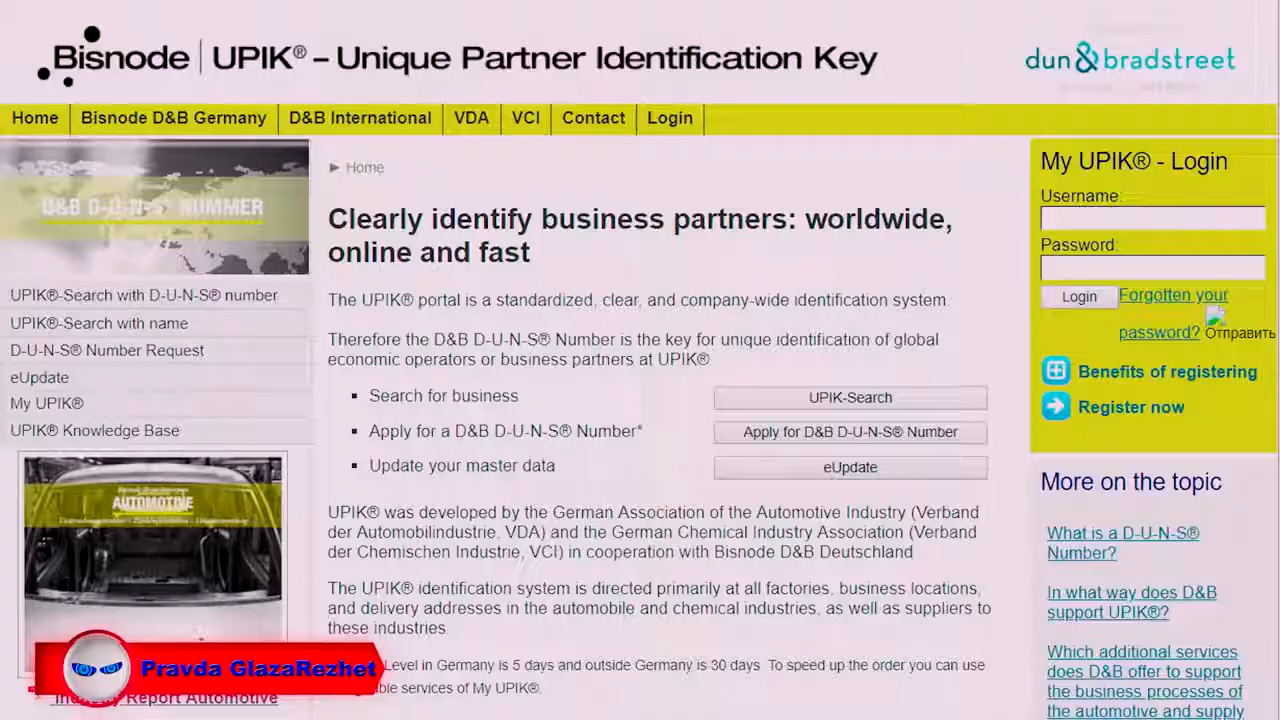 Bisnode UPIK® – Unique Partner Identification Key
dun & bradstreet
Home
Bisnode D&B Germany
D&B International
VDA
VCI
Contact
Login
D&B D-U-N-S® NUMMER
UPIK®-Search with D-U-N-S® number
UPIK®-Search with name
D-U-N-S® Number Request
eUpdate
My UPIK®
UPIK® Knowledge Base
AUTOMOTIVE
Report Automotive
Pravda GlazaRezhet
► Home
Clearly identify business partners: worldwide,
online and fast
The UPIK® portal is a standardized, clear, and company-wide identification system.
Therefore the D&B D-U-N-S® Number is the key for unique identification of global
economic operators or business partners at UPIK®
Search for business
UPIK-Search
Apply for a D&B D-U-N-S® Number*
Apply for D&B D-U-N-S® Number
Update your master data
eUpdate
UPIK® was developed by the German Association of the Automotive Industry (Verband
der Automobilindustrie, VDA) and the German Chemical Industry Association (Verband
der Chemischen Industrie, VCI) in cooperation with Bisnode D&B Deutschland
The UPIK® identification system is directed primarily at all factories, business locations,
and delivery addresses in the automobile and chemical industries, as well as suppliers to
these industries
Level in Germany is 5 days and outside Germany is 30 days To speed up the order you can use
services of My UPIK®.
My UPIK® - Login
Username:
Password:
Login
Forgotten your
password? Отправить
Benefits of registering
Register now
More on the topic
What is a D-U-N-S®
Number?
In what way does D&B
support UPIK®?
Which additional services
does D&B offer to support
the business processes of
the automotive and supply